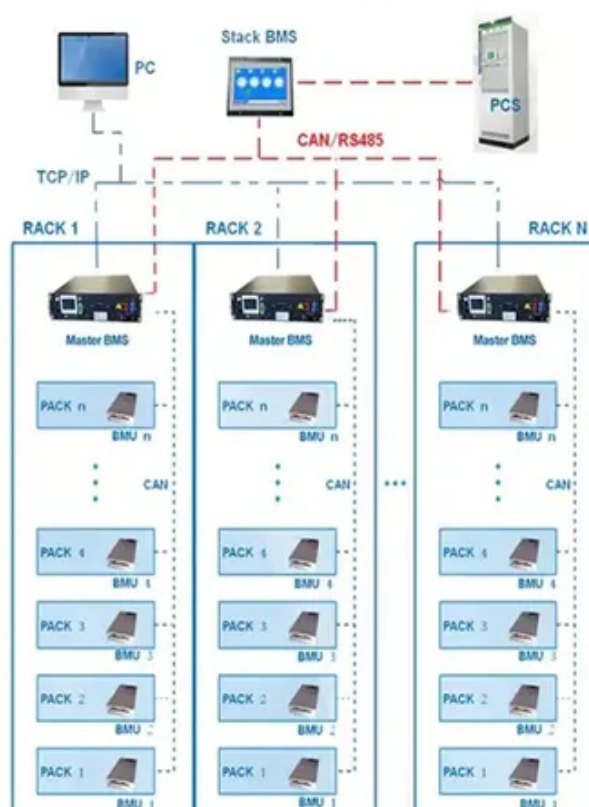 Stack BMS
PC
PCS
CAN/RS485
TCP/IP
RACK 1
RACK 2
RACK N
Master BMS
Master BMS
Master BMS
PACK n
BMU n
PACK n
BMU n
PACK n
BMU n
CAN
CAN
CAN
PACK 4
BMU 4
PACK 4
BMU 4
PACK 4
BMU 4
PACK 3
BMU 3
PACK 3
BMU 3
PACK 3
BMU 3
PACK 2
BMU 2
PACK 2
BMU 2
PACK 2
BMU 2
PACK 1
BMU 1
PACK 1
BMU 1
PACK 1
BMU 1